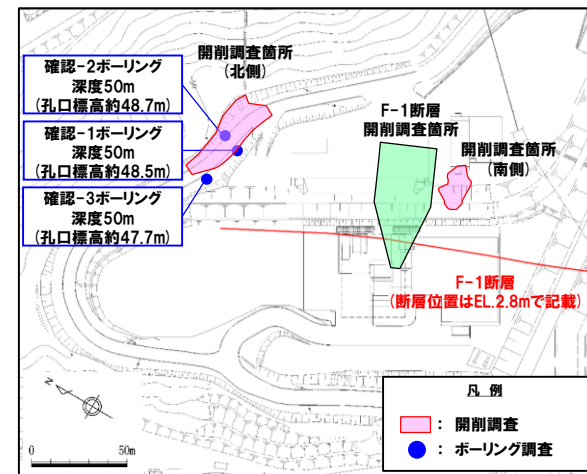 確認-2ボーリング
深度50m
(孔口標高約48.7m)
確認-1ボーリング
深度50m
(孔口標高約48.5m)
確認-3ボーリング
深度50m
(孔口標高約47.7m)
開削調査箇所
(北側)
F-1断層
開削調査箇所
開削調査箇所
(南側)
F-1断層
(断層位置はEL.2.8mで記載)
N
0 50m
凡 例
: 開削調査
: ボーリング調査